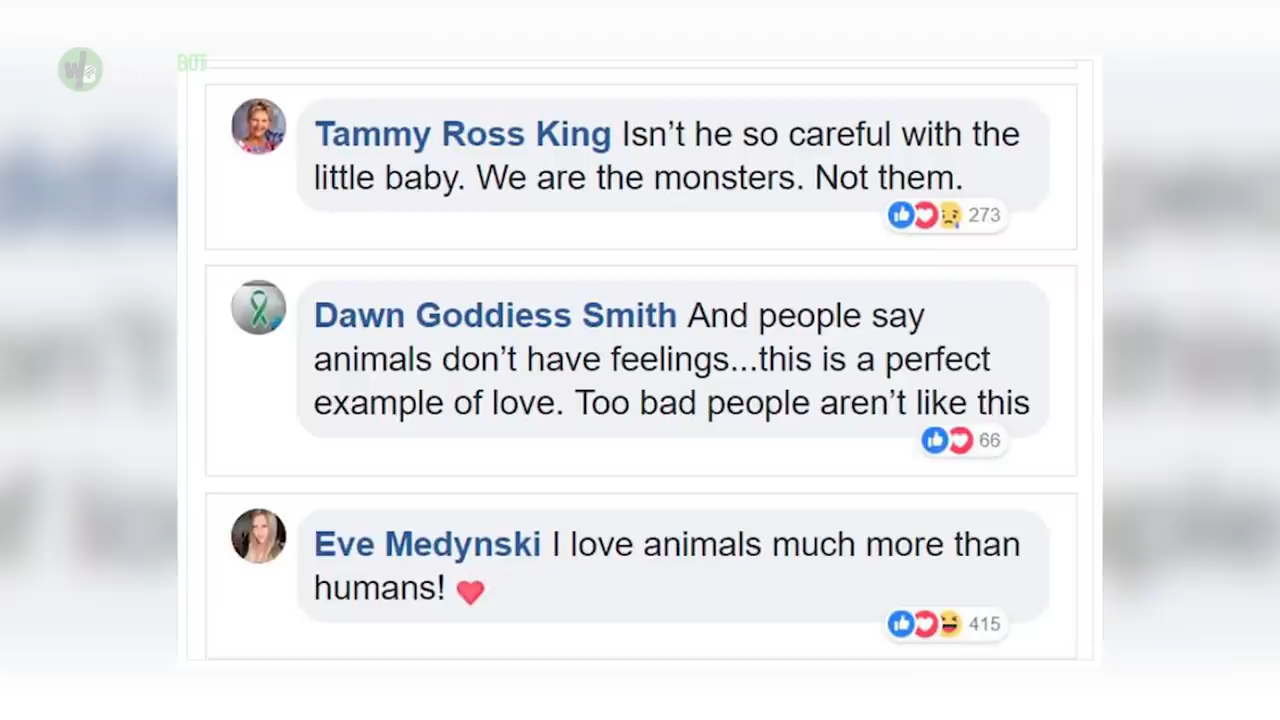 Tammy Ross King Isn't he so careful with the
little baby. We are the monsters. Not them.
273
Dawn Goddiess Smith And people say
animals don't have feelings...this is a perfect
example of love. Too bad people aren't like this
66
Eve Medynski I love animals much more than
humans!
415